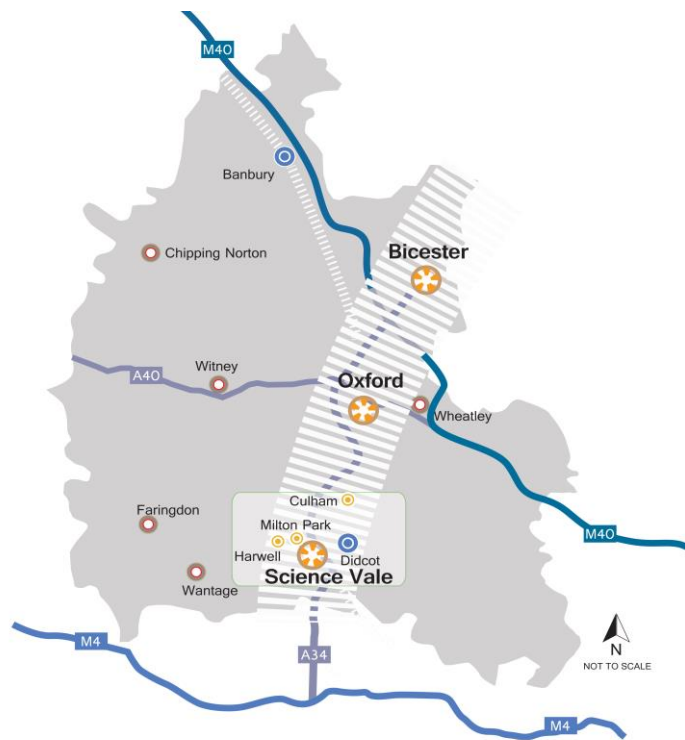 M40
Banbury
Chipping Norton
Bicester
Witney
A40
Oxford
Wheatley
Culham
Faringdon
Milton Park
Harwell
Didcot
Science Vale
Wantage
M40
M4
A34
N
NOT TO SCALE
M4